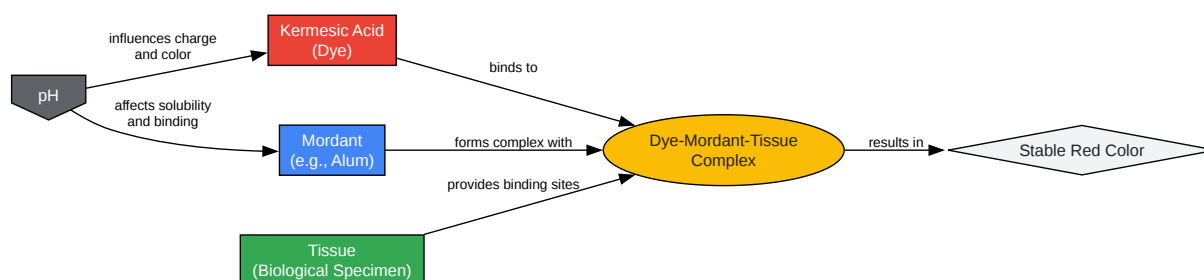 Kermesic Acid
(Dye)
influences charge
and color
binds to
pH
affects solubility
and binding
Mordant
(e.g., Alum)
forms complex with
Dye-Mordant-Tissue
Complex
results in
Stable Red Color
provides binding sites
Tissue
(Biological Specimen)